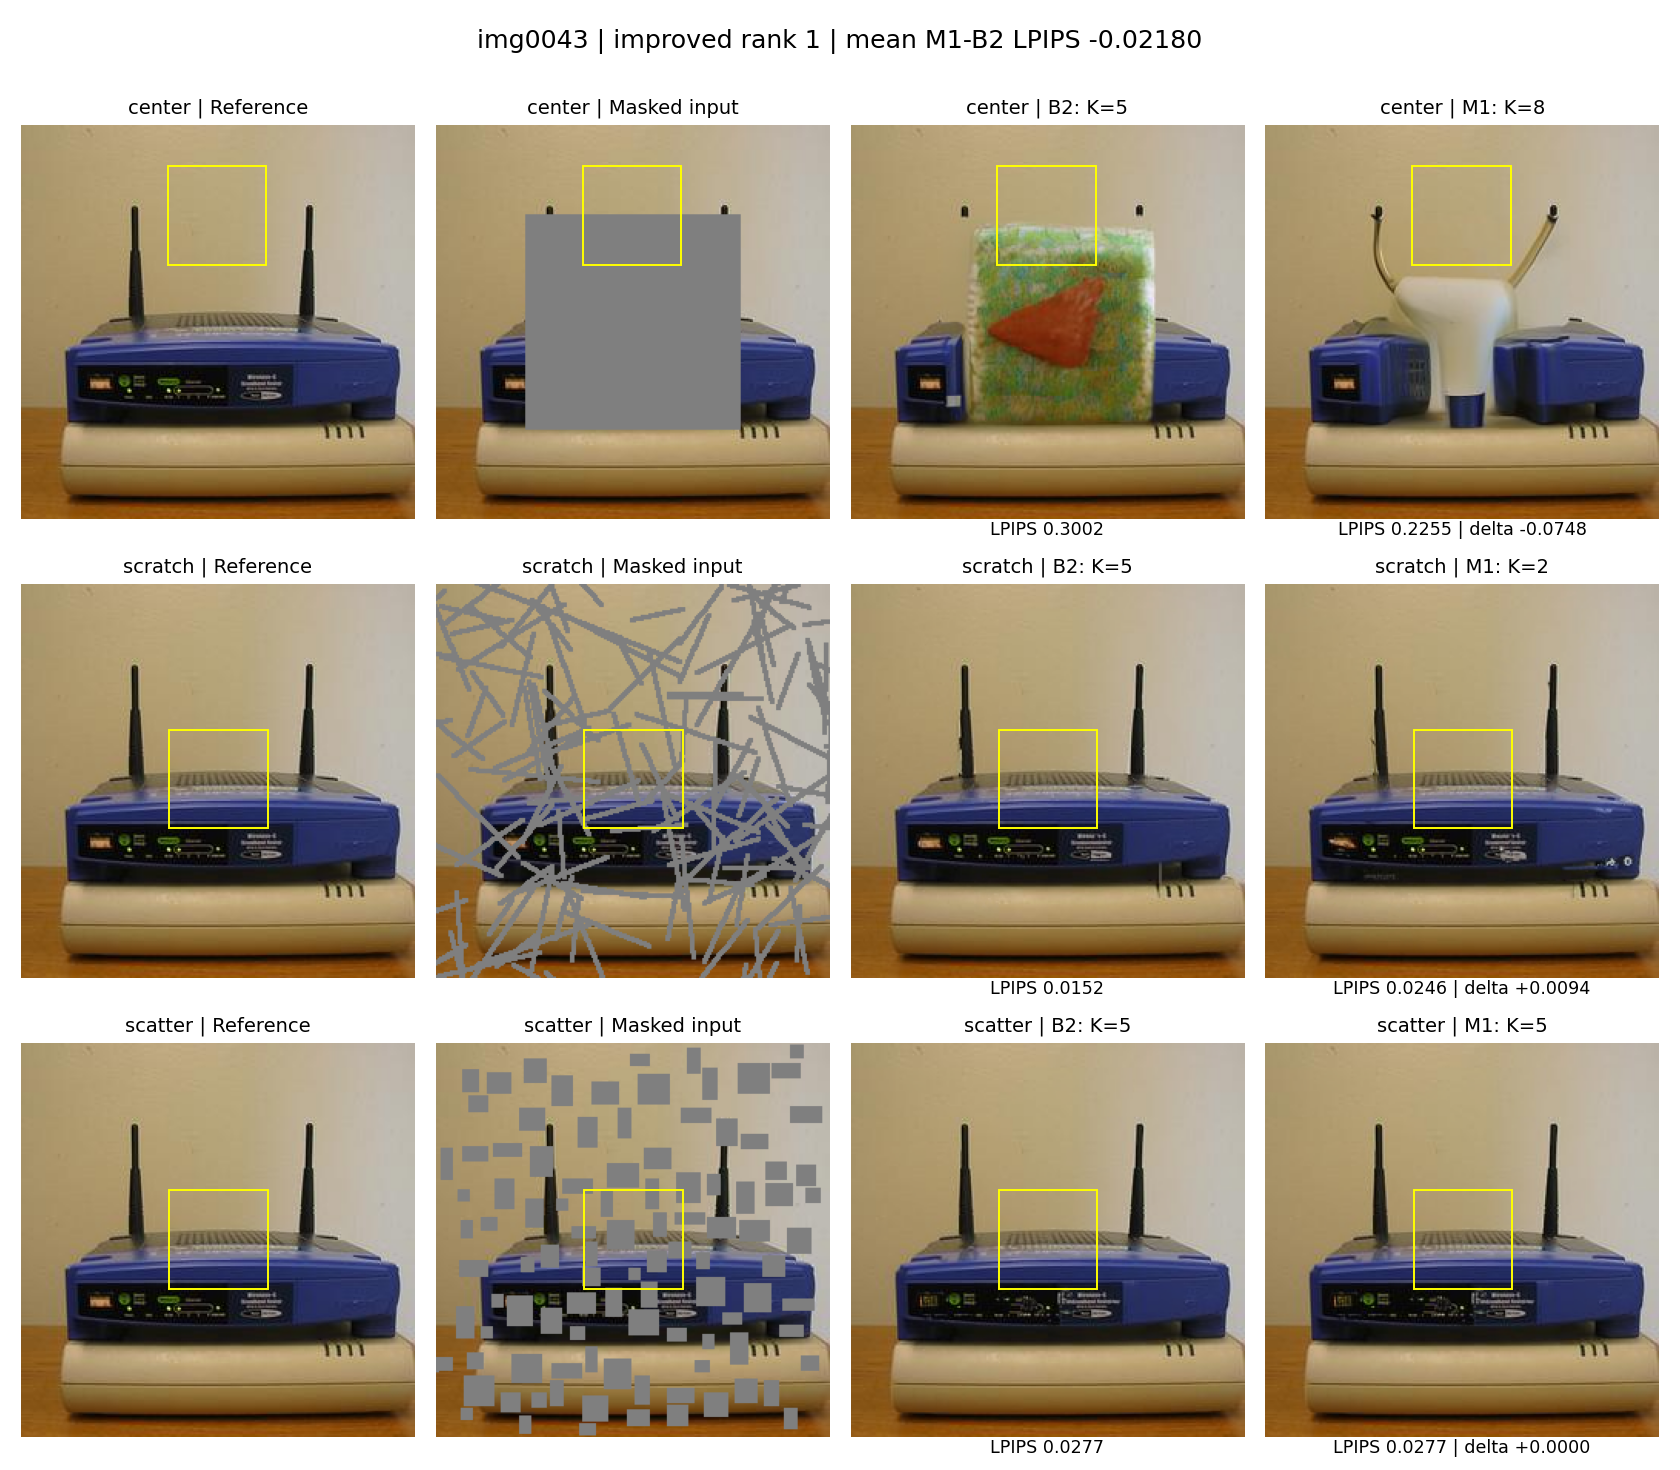 img0043 | improved rank 1 | mean M1-B2 LPIPS -0.02180
center | Reference
center | Masked input
center | B2: K=5
center | M1: K=8
LPIPS 0.3002
LPIPS 0.2255 | delta -0.0748
scratch | Reference
scratch | Masked input
scratch | B2: K=5
scratch | M1: K=2
LPIPS 0.0152
LPIPS 0.0246 | delta +0.0094
scatter | Reference
scatter | Masked input
scatter | B2: K=5
scatter | M1: K=5
LPIPS 0.0277
LPIPS 0.0277 | delta +0.0000